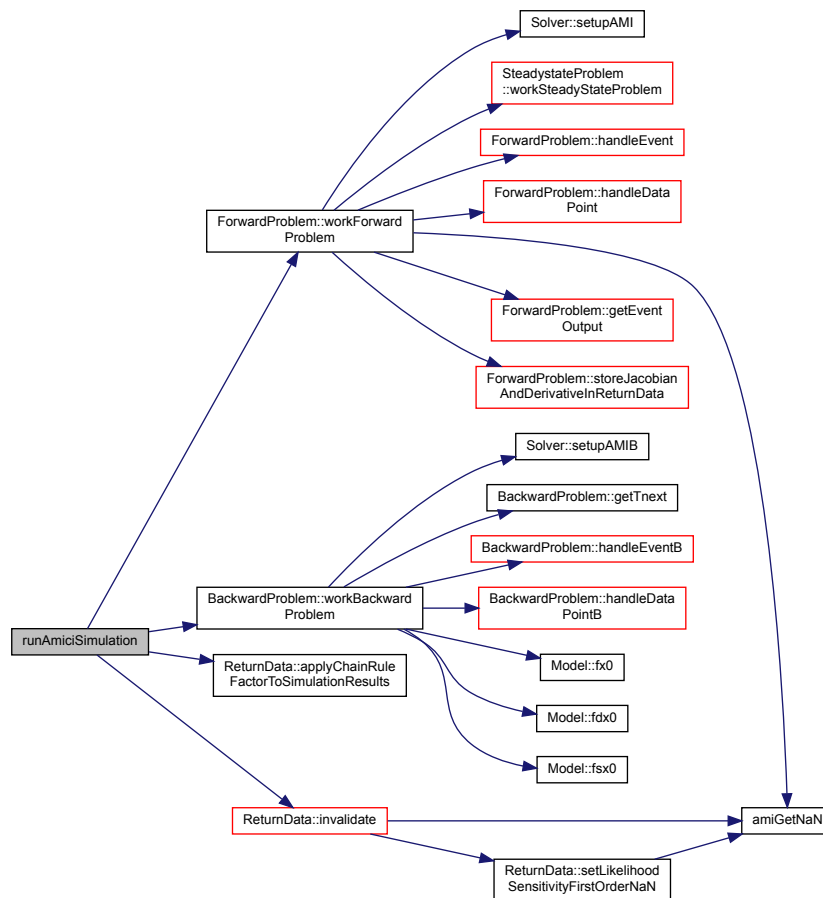 Solver::setupAMI
SteadystateProblem
::workSteadyStateProblem
ForwardProblem::handleEvent
ForwardProblem::handleData
Point
ForwardProblem::workForward
Problem
ForwardProblem::getEvent
Output
ForwardProblem::storeJacobian
AndDerivativeInReturnData
Solver::setupAMIB
BackwardProblem::getTnext
BackwardProblem::handleEventB
BackwardProblem::workBackward
Problem
BackwardProblem::handleData
PointB
runAmiciSimulation
ReturnData::applyChainRule
FactorToSimulationResults
Model::fx0
Model::fdx0
Model::fsx0
ReturnData::invalidate
amiGetNaN
ReturnData::setLikelihood
SensitivityFirstOrderNaN